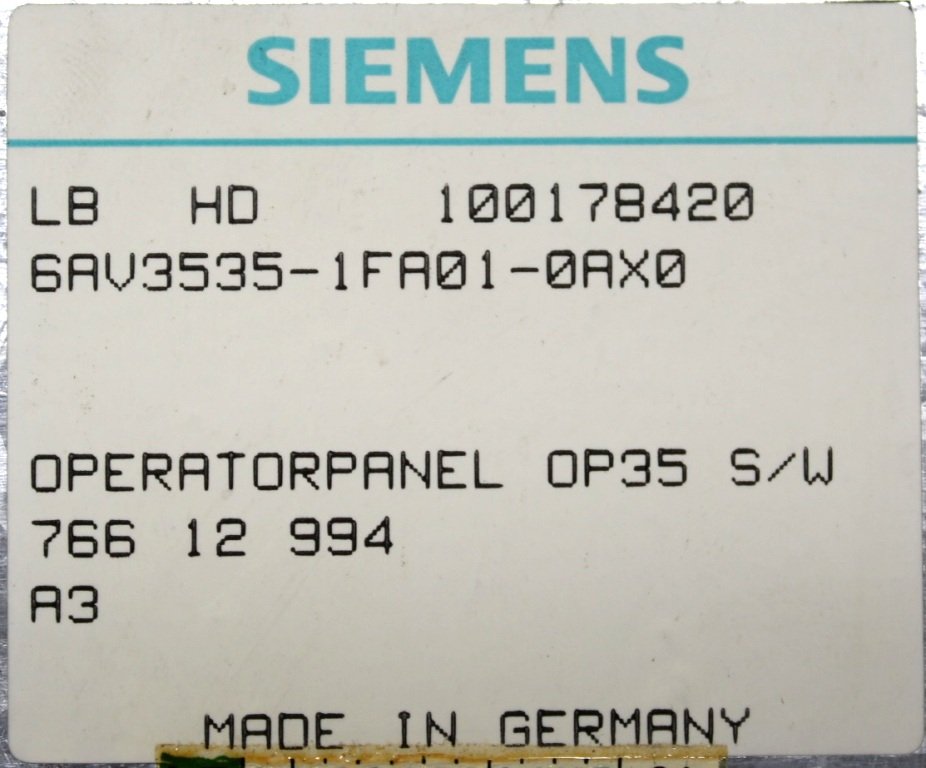 SIEMENS
LB HD 100178420
6AV3535-1FA01-0AX0
OPERATORPANEL OP35 S/W
766 12 994
A3
MADE IN GERMANY